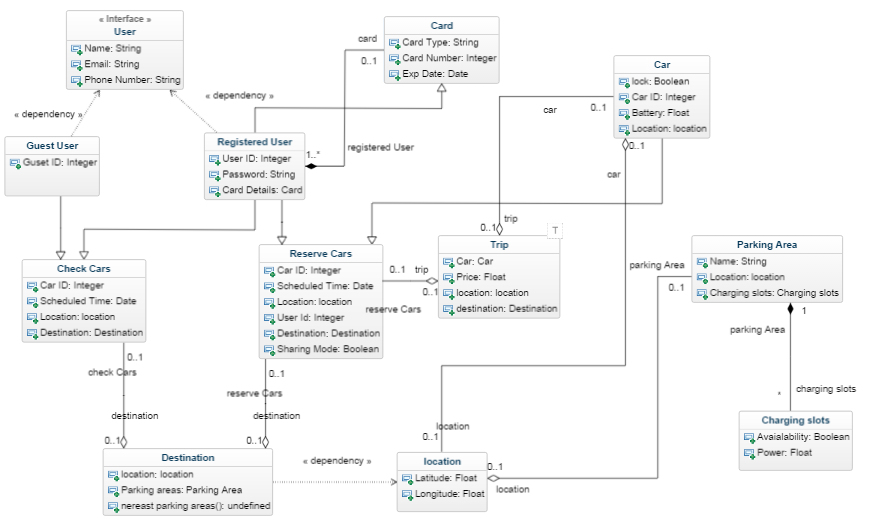 « Interface »
User
Name: String
Email: String
Phone Number: String
Card
Card Type: String
Card Number: Integer
Exp Date: Date
card
0..1
Car
lock: Boolean
Car ID: Integer
Battery: Float
Location: location
« dependency »
« dependency »
car
0..1
0..1
car
Guest User
Guset ID: Integer
Registered User
User ID: Integer
Password: String
Card Details: Card
1..*
registered User
trip
0..1
T
Check Cars
Car ID: Integer
Scheduled Time: Date
Location: location
Destination: Destination
Reserve Cars
Car ID: Integer
Scheduled Time: Date
Location: location
User Id: Integer
Destination: Destination
Sharing Mode: Boolean
0..1
trip
0..1
reserve Cars
Trip
Car: Car
Price: Float
location: location
destination: Destination
parking Area
0..1
Parking Area
Name: String
Location: location
Charging slots: Charging slots
1
parking Area
*
charging slots
0..1
check Cars
destination
0..1
0..1
reserve Cars
destination
0..1
location
0..1
Charging slots
Avaialability: Boolean
Power: Float
Destination
location: location
Parking areas: Parking Area
nereast parking areas(): undefined
« dependency »
location
Latitude: Float
Longitude: Float
0..1
location